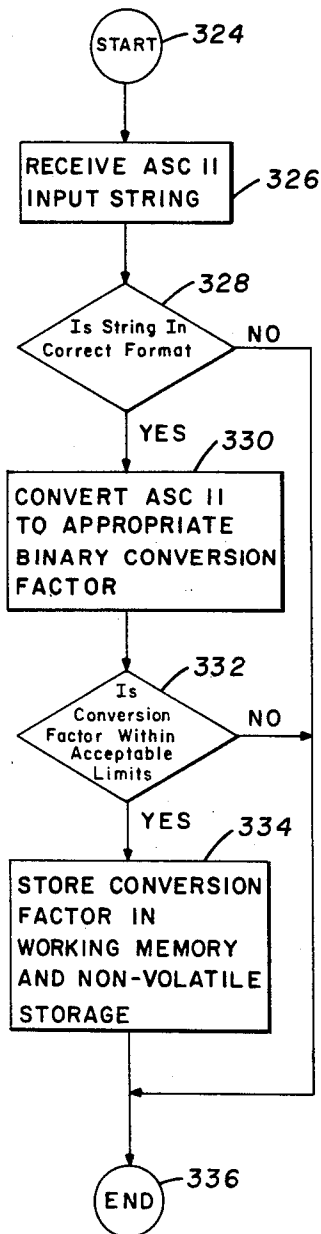 START
324
RECEIVE ASC II
INPUT STRING
326
328
Is String In
Correct Format
NO
YES
330
CONVERT ASC II
TO APPROPRIATE
BINARY CONVERSION
FACTOR
332
Is
Conversion
Factor Within
Acceptable
Limits
NO
YES
334
STORE CONVERSION
FACTOR IN
WORKING MEMORY
AND NON-VOLATILE
STORAGE
END
336